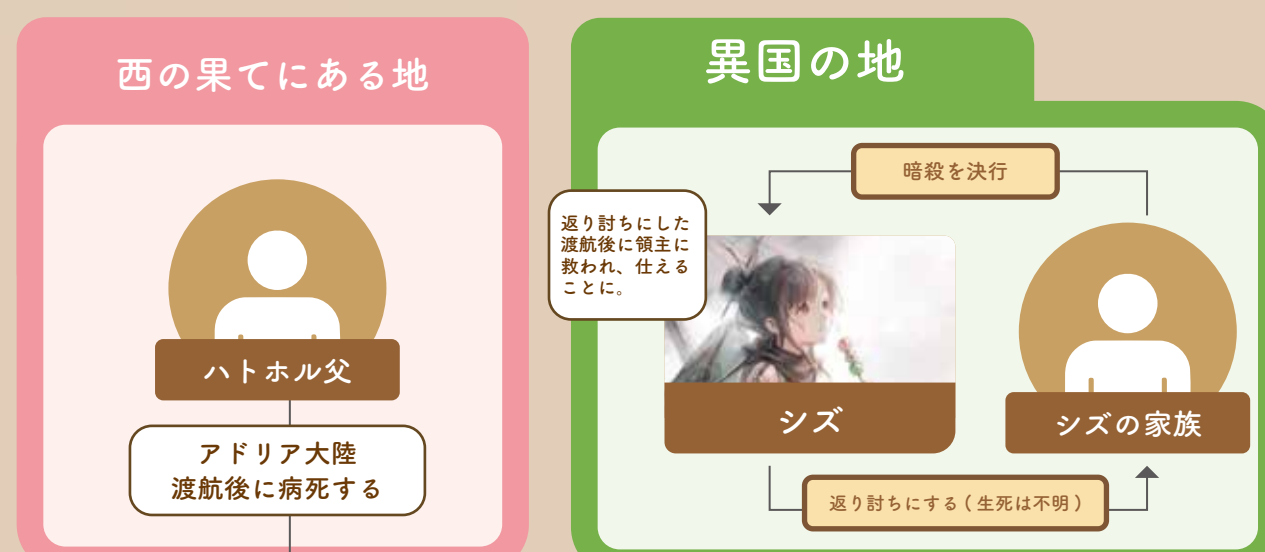 西の果てにある地
ハトホル父
アドリア大陸
渡航後に病死する
異国の地
暗殺を決行
返り討ちにした
渡航後に領主に
救われ、仕える
ことに。
シズ
シズの家族
返り討ちにする(生死は不明)